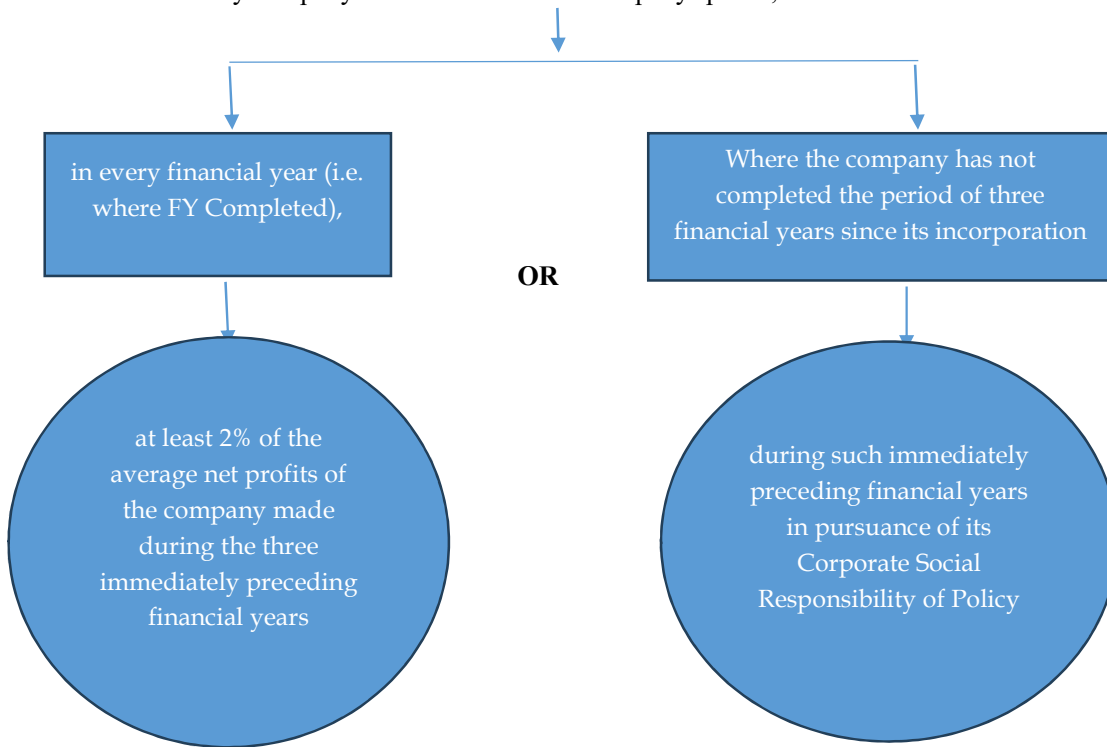 in every financial year (i.e.
where FY Completed),
Where the company has not
completed the period of three
financial years since its incorporation
OR
at least 2% of the
average net profits of
the company made
during the three
immediately preceding
financial years
during such immediately
preceding financial years
in pursuance of its
Corporate Social
Responsibility of Policy